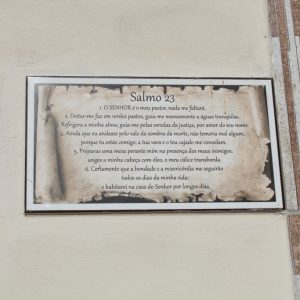 Salmo 23
1. O SENHOR é o meu pastor, nada me faltará.
2. Deitar-me faz em verdes pastos, guia-me mansamente a águas tranquilas.
Refrigera a minha alma; guia-me pelas veredas da justiça, por amor do seu nome.
Ainda que eu andasse pelo vale da sombra da morte, não temeria mal algum,
porque tu estás comigo; a tua vara e o teu cajado me consolam.
5. Preparas uma mesa perante mim na presença dos meus inimigos,
unges a minha cabeça com óleo, o meu cálice transborda.
6. Certamente que a bondade e a misericórdia me seguirão
todos os dias da minha vida;
e habitarei na casa do Senhor por longos dias.